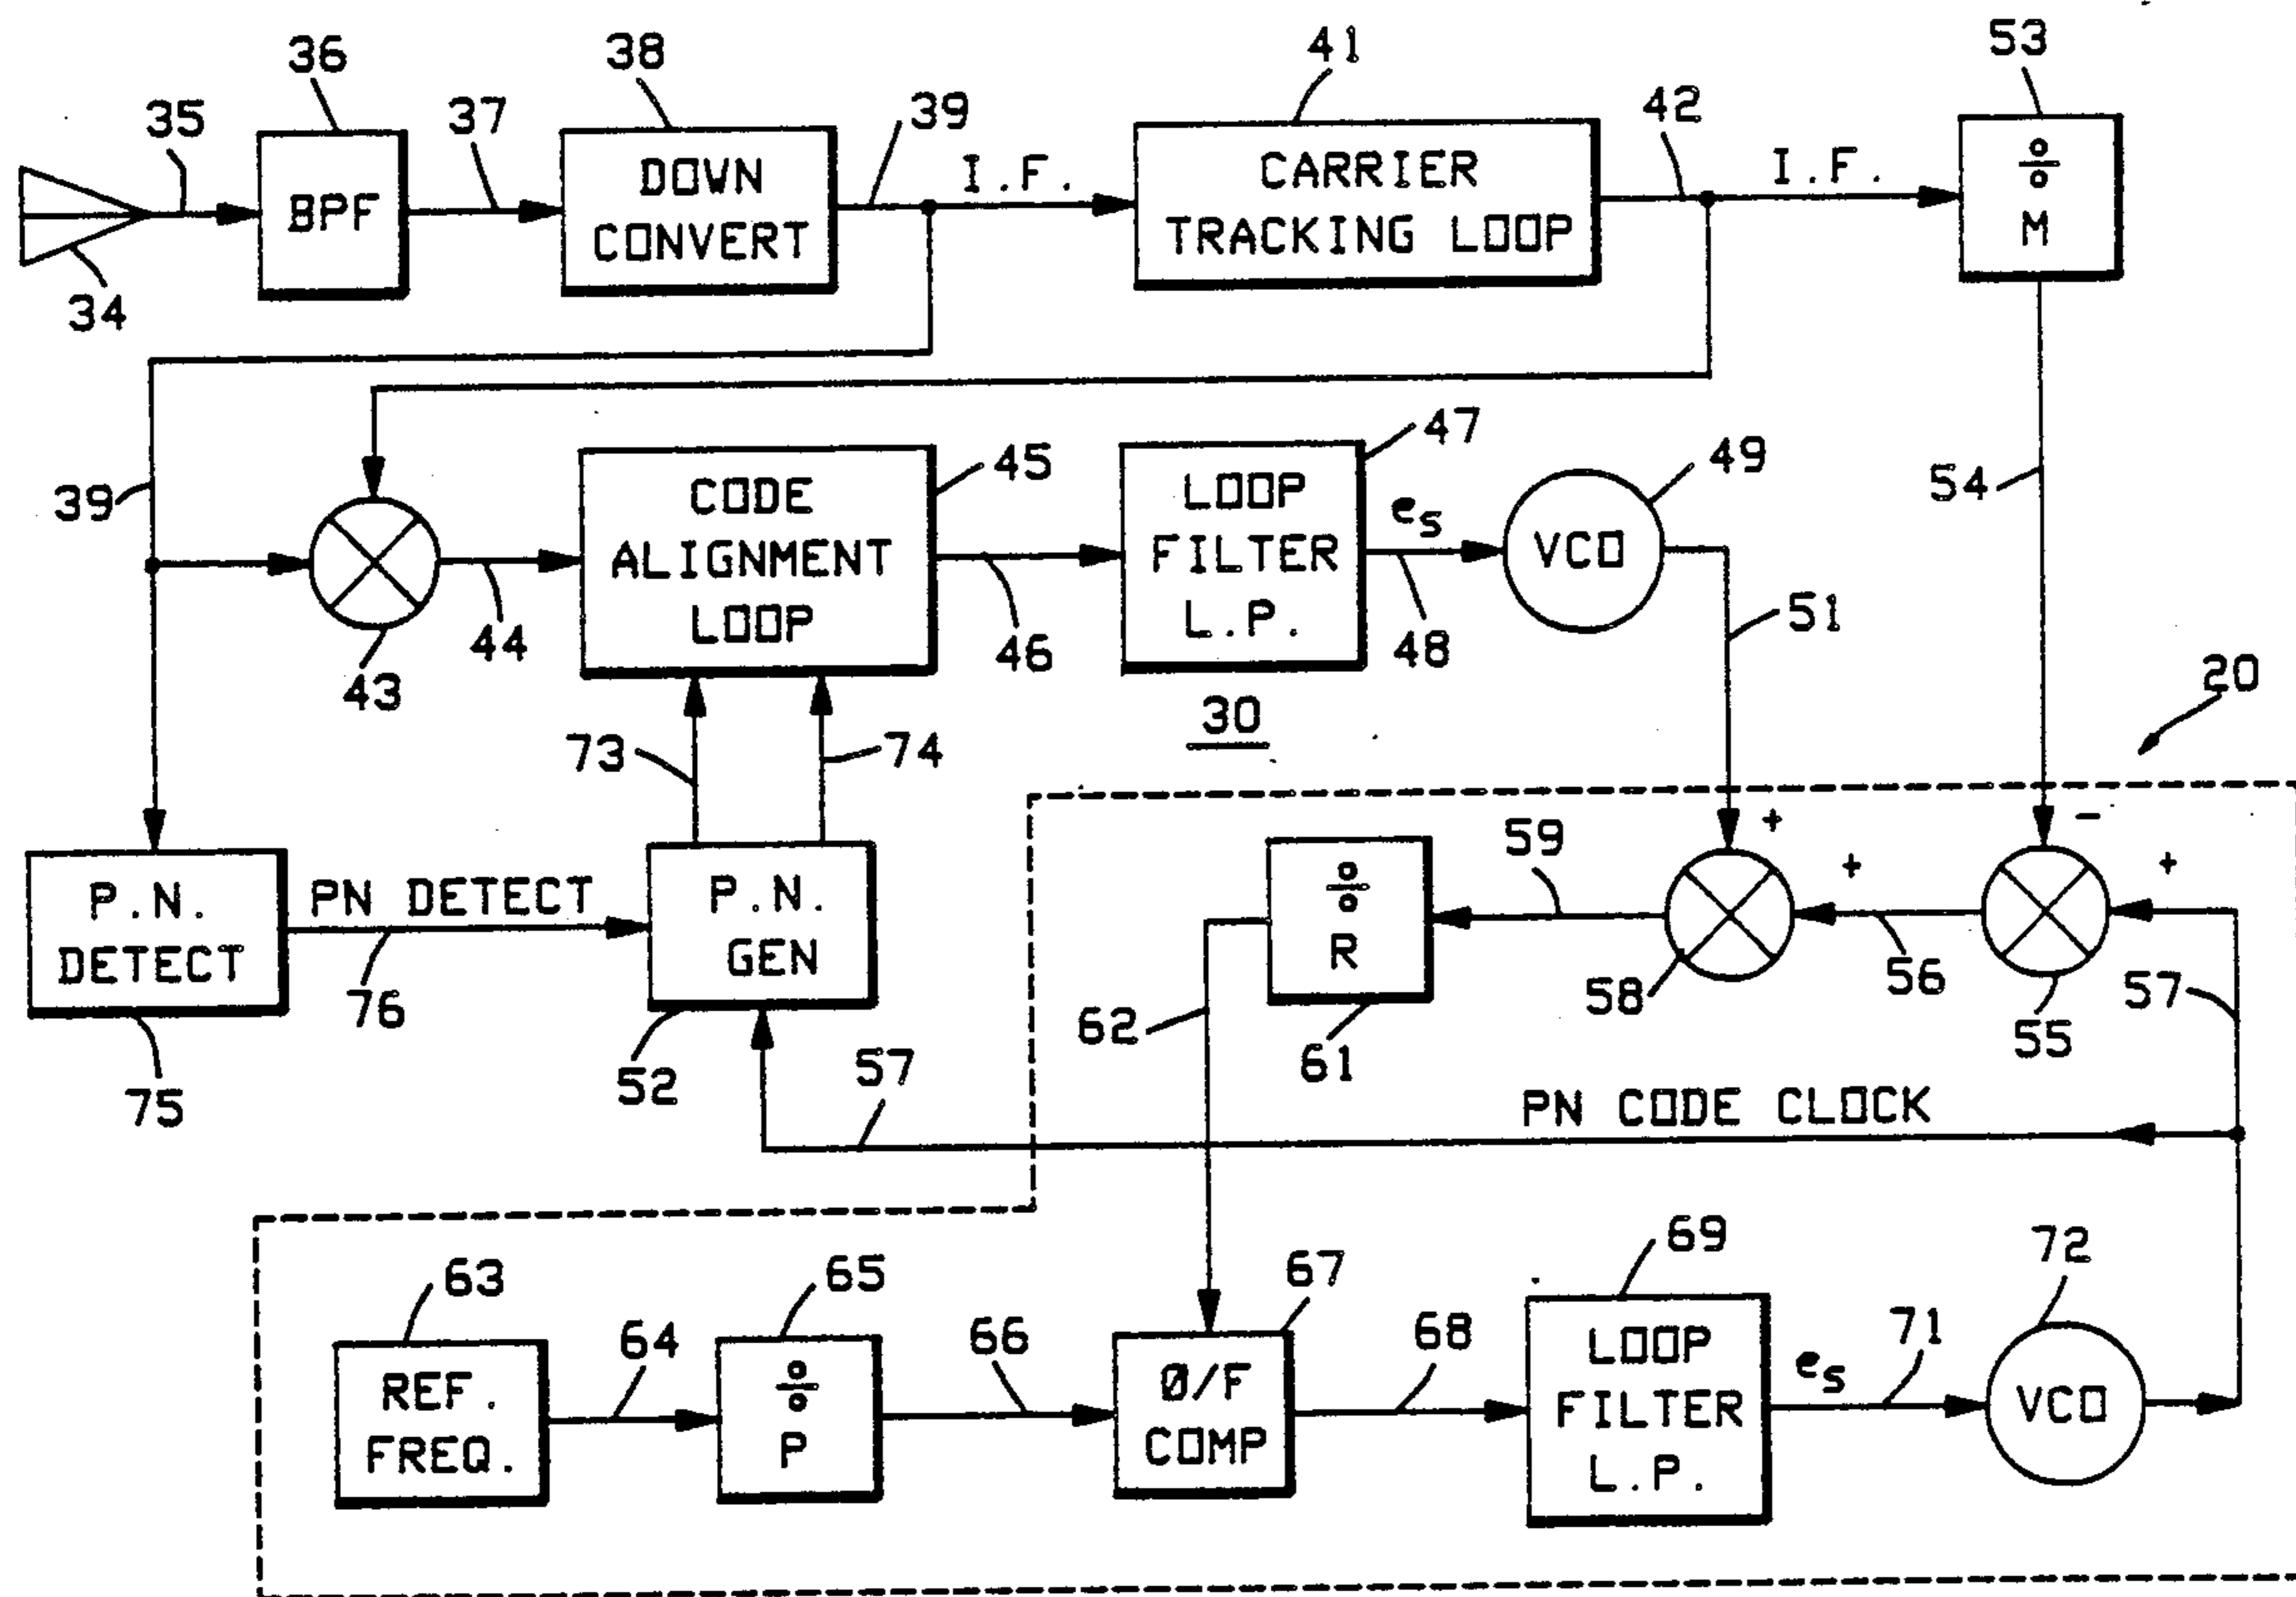 36
38
41
53
35
37
39
42
BPF
DOWN
CONVERT
I.F.
CARRIER
TRACKING LOOP
I.F.
÷
M
34
39
43
44
CODE
ALIGNMENT
LOOP
45
46
LOOP
FILTER
L.P.
47
es
48
VCO
49
51
54
20
30
73
74
P.N.
DETECT
75
PN DETECT
76
P.N.
GEN
52
57
÷
R
61
62
59
+
58
+
56
-
+
55
57
PN CODE CLOCK
63
REF.
FREQ.
64
65
÷
P
66
67
Ø/F
COMP
68
69
LOOP
FILTER
L.P.
es
71
72
VCO